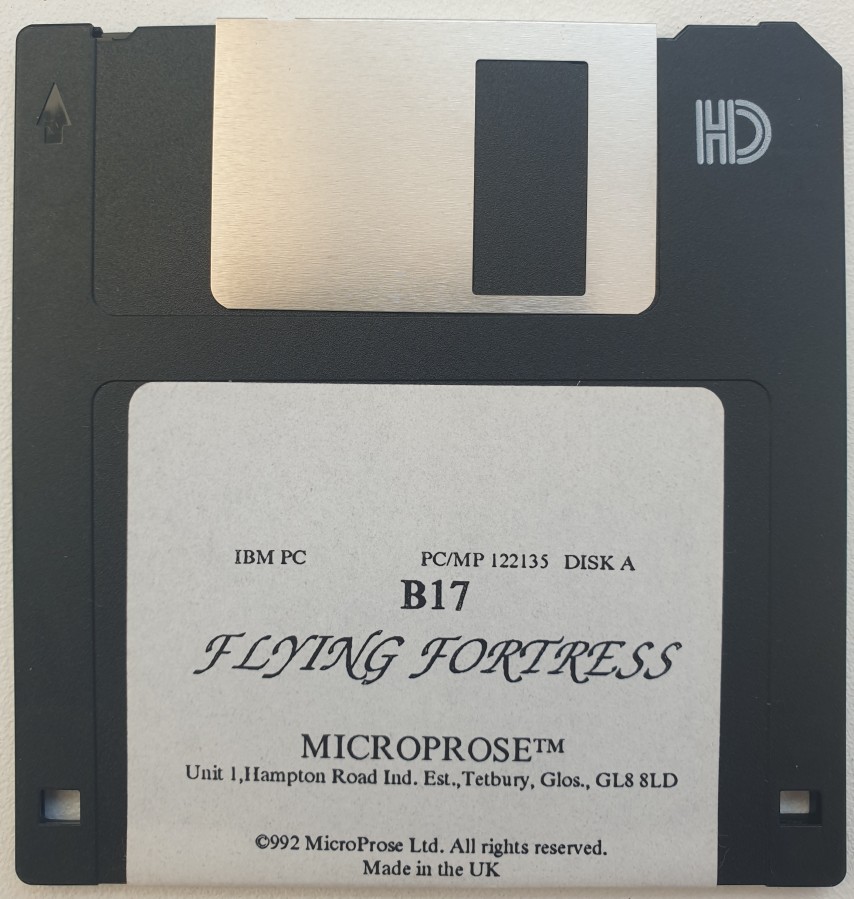 HD
IBM PC PC/MP 122135 DISK A
B17
FLYING FORTRESS
MICROPROSE™
Unit 1,Hampton Road Ind. Est.,Tetbury, Glos., GL8 8LD
©992 MicroProse Ltd. All rights reserved.
Made in the UK